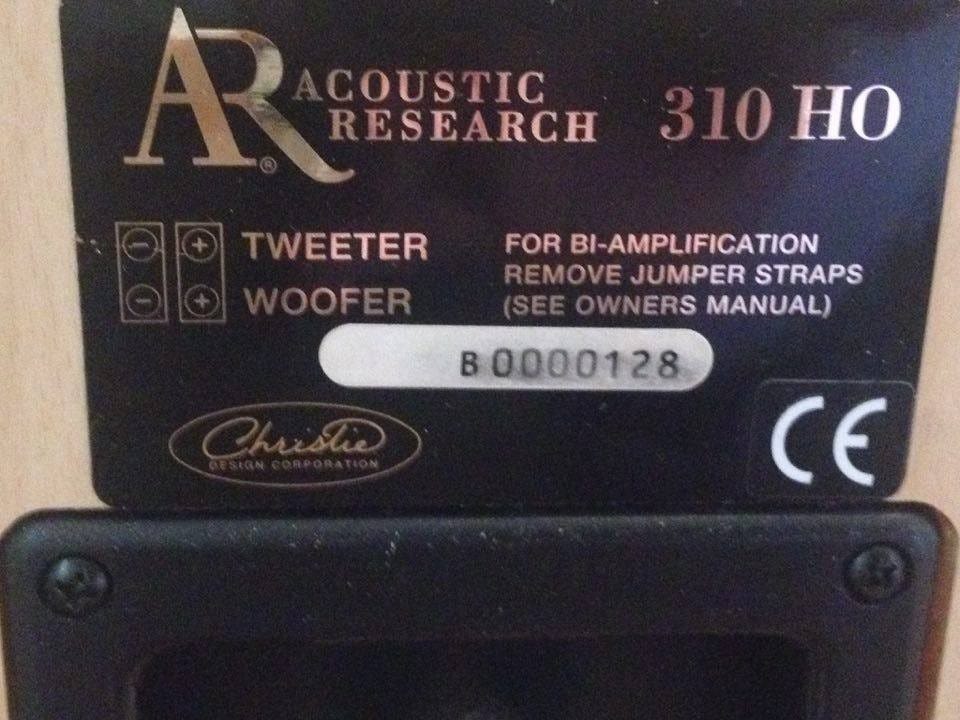 AR® ACOUSTIC RESEARCH 310 HO
- + TWEETER
- + WOOFER
FOR BI-AMPLIFICATION
REMOVE JUMPER STRAPS
(SEE OWNERS MANUAL)
B0000128
Christie
DESIGN CORPORATION
CE